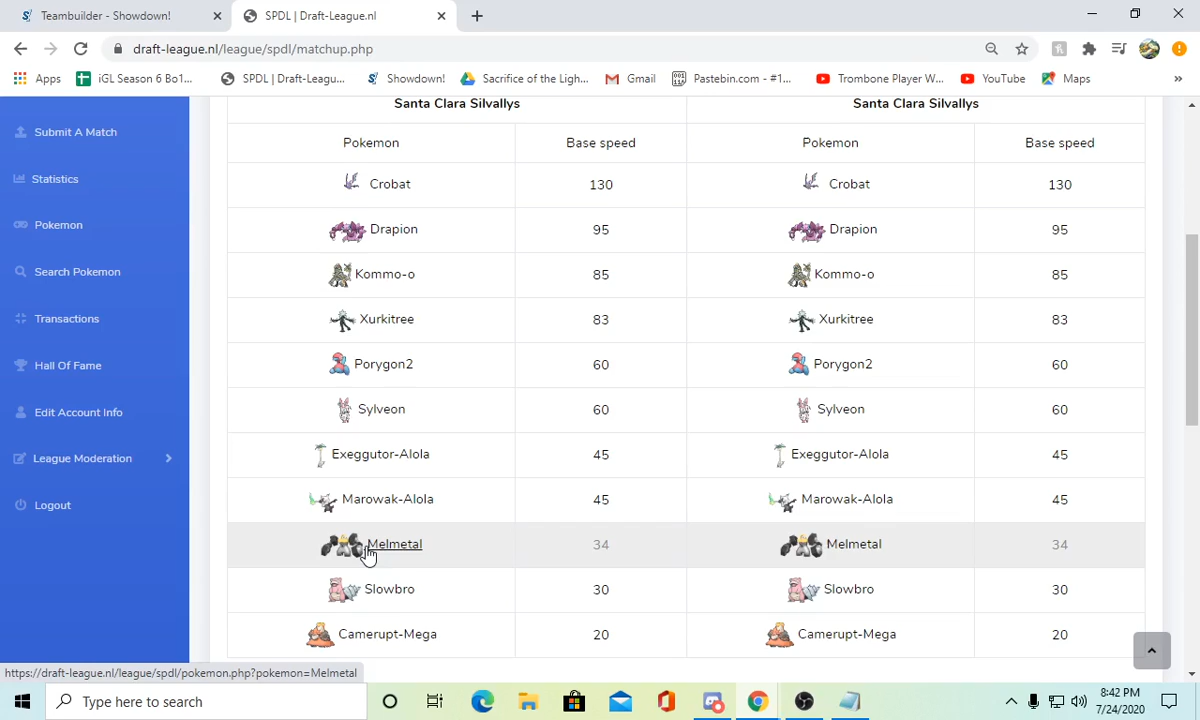 Teambuilder - Showdown!
SPDL | Draft-League.nl
draft-league.nl/league/spdl/matchup.php
Apps
iGL Season 6 Bo1...
SPDL | Draft-Leagu...
Showdown!
Sacrifice of the Ligh...
Gmail
Pastebin.com - #1...
Trombone Player W...
YouTube
Maps
»
Submit A Match
Statistics
Pokemon
Search Pokemon
Transactions
Hall Of Fame
Edit Account Info
League Moderation
Logout
Santa Clara Silvallys Santa Clara Silvallys
Pokemon Base speed Pokemon Base speed
Crobat 130 Crobat 130
Drapion 95 Drapion 95
Kommo-o 85 Kommo-o 85
Xurkitree 83 Xurkitree 83
Porygon2 60 Porygon2 60
Sylveon 60 Sylveon 60
Exeggutor-Alola 45 Exeggutor-Alola 45
Marowak-Alola 45 Marowak-Alola 45
Melmetal 34 Melmetal 34
Slowbro 30 Slowbro 30
Camerupt-Mega 20 Camerupt-Mega 20
https://draft-league.nl/league/spdl/pokemon.php?pokemon=Melmetal
Type here to search
8:42 PM
7/24/2020